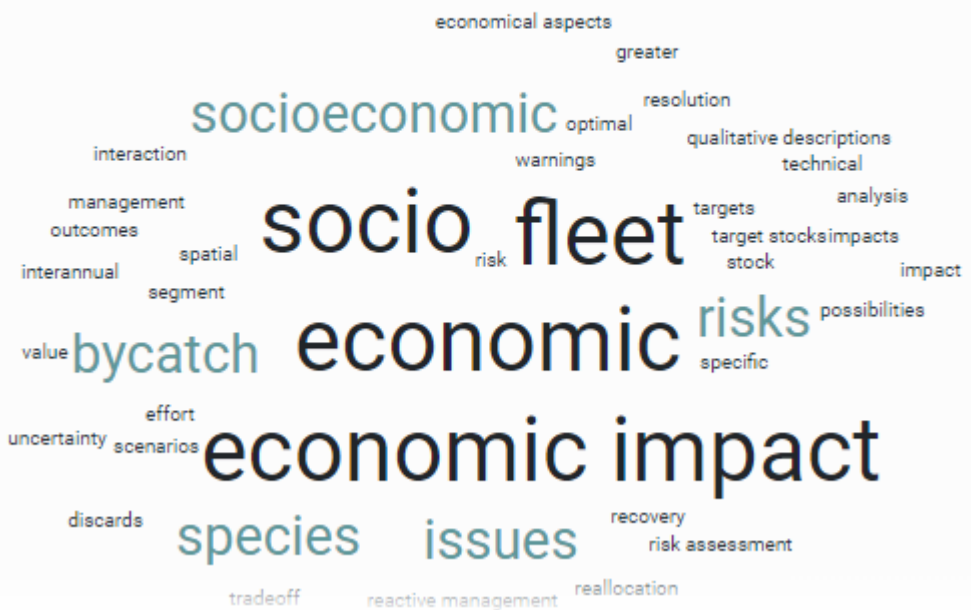 economical aspects
greater
socioeconomic
optimal
resolution
qualitative descriptions
interaction
warnings
technical
management
socio
fleet
targets
analysis
outcomes
spatial
risk
target stocks
impacts
interannual
stock
impact
segment
economic
risks
possibilities
value
bycatch
specific
effort
uncertainty
scenarios
economic impact
discards
species
issues
recovery
risk assessment
tradeoff
reactive management
reallocation